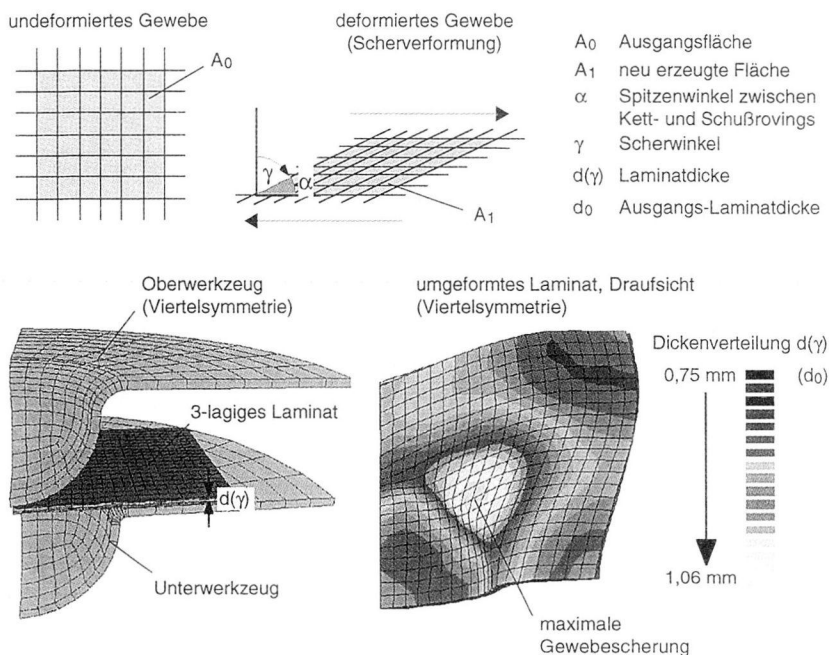 undeformiertes Gewebe
A0
deformiertes Gewebe
(Scherverformung)
γ
α
A1
A0 Ausgangsfläche
A1 neu erzeugte Fläche
α Spitzenwinkel zwischen
Kett- und Schußrovings
γ Scherwinkel
d(γ) Laminatdicke
d0 Ausgangs-Laminatdicke
Oberwerkzeug
(Viertelsymmetrie)
3-lagiges Laminat
d(γ)
Unterwerkzeug
umgeformtes Laminat, Draufsicht
(Viertelsymmetrie)
maximale
Gewebescherung
Dickenverteilung d(γ)
0,75 mm (d0)
1,06 mm